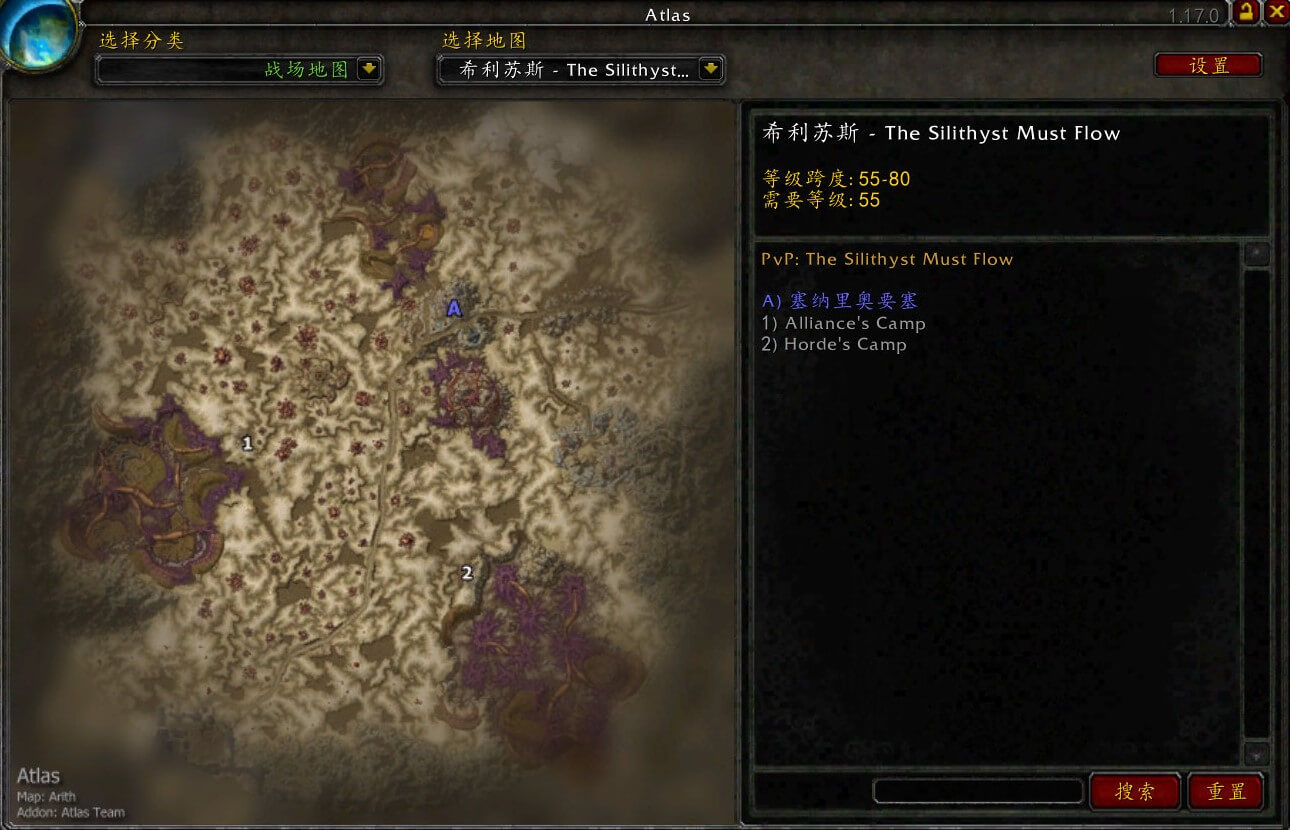 Atlas
1.17.0
选择分类
选择地图
战场地图
希利苏斯 - The Silithyst...
设置
希利苏斯 - The Silithyst Must Flow
等级跨度: 55-80
需要等级: 55
PvP: The Silithyst Must Flow
A) 塞纳里奥要塞
1) Alliance's Camp
2) Horde's Camp
A
1
2
Atlas
Map: Arith
Addon: Atlas Team
搜索
重置